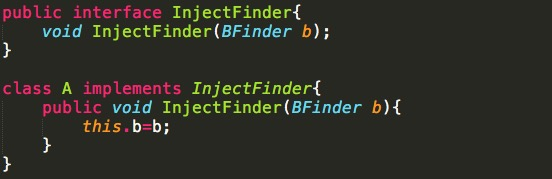 public interface InjectFinder{
    void InjectFinder(BFinder b);
}

class A implements InjectFinder{
    public void InjectFinder(BFinder b){
        this.b=b;
    }
}